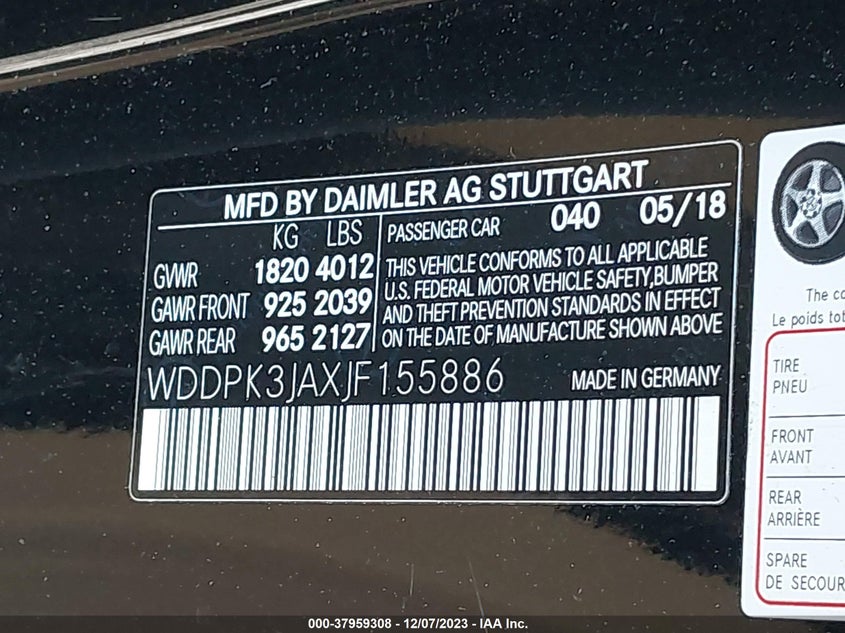 MFD BY DAIMLER AG STUTTGART
KG LBS
GVWR 1820 4012
GAWR FRONT 925 2039
GAWR REAR 965 2127
PASSENGER CAR 040 05/18
THIS VEHICLE CONFORMS TO ALL APPLICABLE
U.S. FEDERAL MOTOR VEHICLE SAFETY,BUMPER
AND THEFT PREVENTION STANDARDS IN EFFECT
ON THE DATE OF MANUFACTURE SHOWN ABOVE
WDDPK3JAXJF155886 MADE IN GERMANY
The
Le poids
TIRE
PNEU
FRONT
AVANT
REAR
ARRIÈRE
SPARE
DE
000-37959308 - 12/07/2023 - IAA Inc.